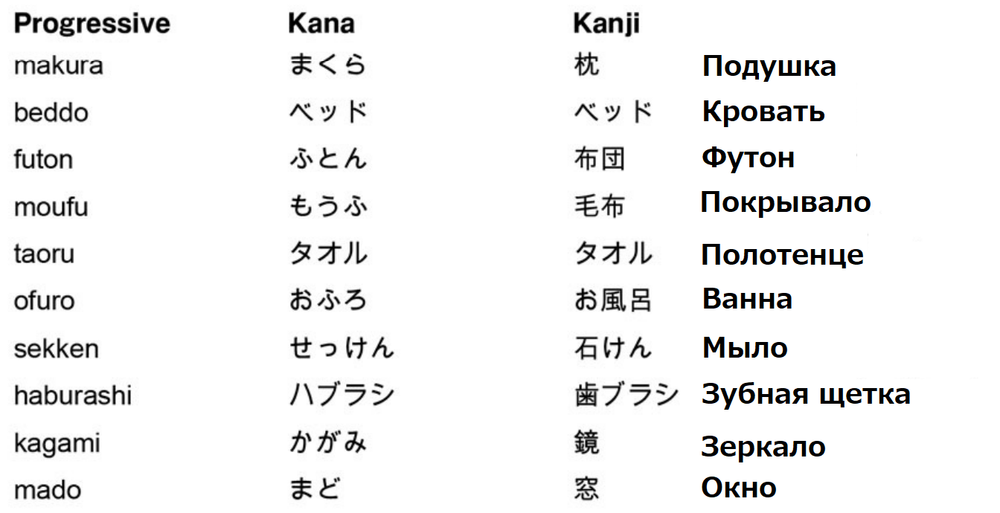 Progressive Kana Kanji
makura まくら 枕 Подушка
beddo ベッド ベッド Кровать
futon ふとん 布団 Футон
moufu もうふ 毛布 Покрывало
taoru タオル タオル Полотенце
ofuro おふろ お風呂 Ванна
sekken せっけん 石けん Мыло
haburashi ハブラシ 歯ブラシ Зубная щетка
kagami かがみ 鏡 Зеркало
mado まど 窓 Окно